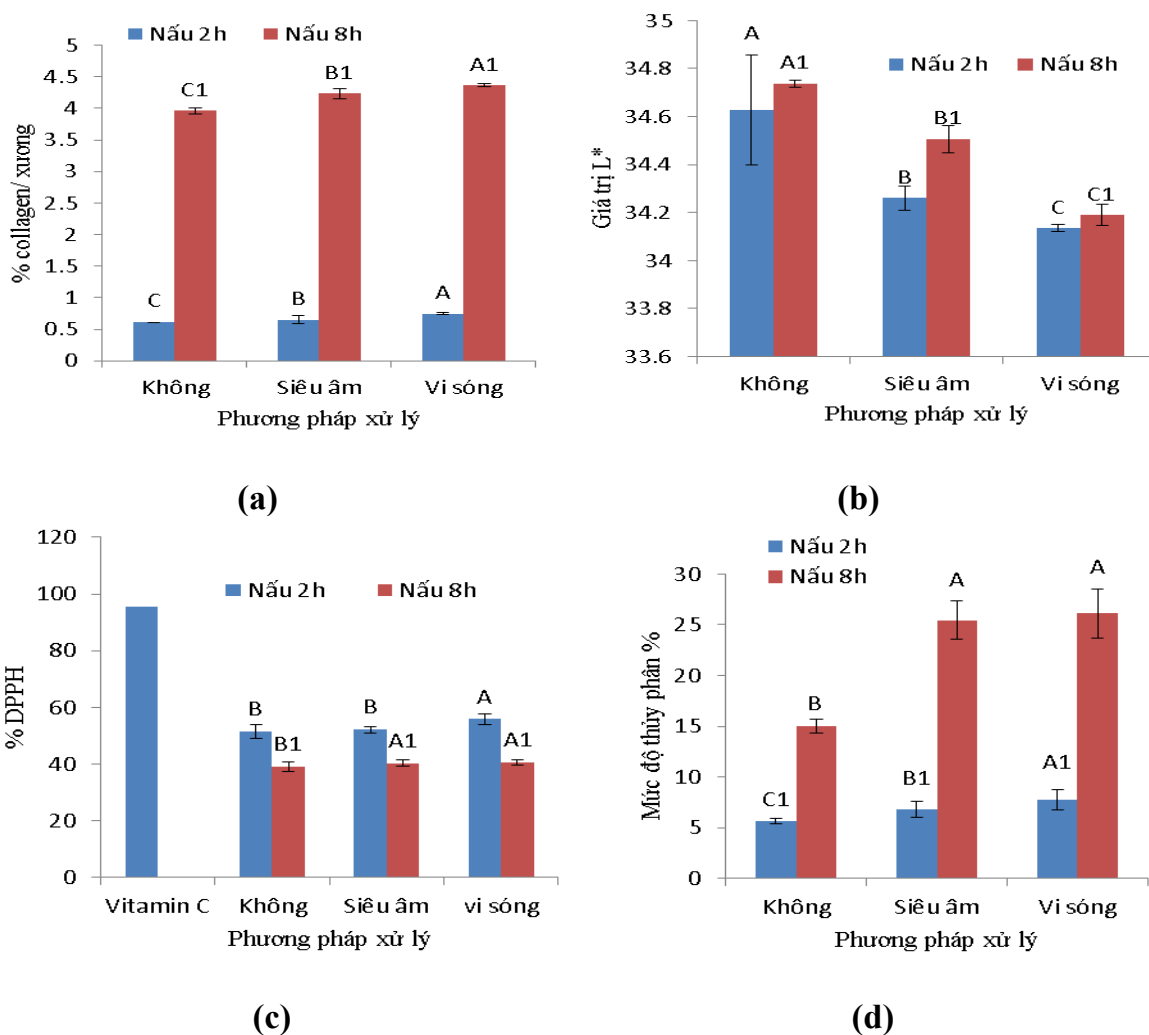 Nấu 2h Nấu 8h
5
4.5
4
3.5
3
2.5
2
1.5
1
0.5
0
% collagen/ xương
C1
B1
A1
C
B
A
Không Siêu âm Vi sóng
Phương pháp xử lý
(a)
35
34.8
34.6
34.4
34.2
34
33.8
33.6
Giá trị L*
Nấu 2h Nấu 8h
A
A1
B
B1
C
C1
Không Siêu âm Vi sóng
Phương pháp xử lý
(b)
120
100
80
60
40
20
0
% DPPH
Nấu 2h Nấu 8h
B
B1
B
A1
A
A1
Vitamin C Không Siêu âm vi sóng
Phương pháp xử lý
(c)
Nấu 2h
Nấu 8h
30
25
20
15
10
5
0
Mức độ thủy phân %
C1
B
B1
A
A1
A
Không Siêu âm Vi sóng
Phương pháp xử lý
(d)